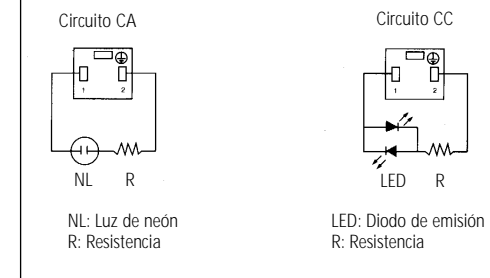 Circuito CA
1 2
NL R
NL: Luz de neón
R: Resistencia
Circuito CC
1 2
LED R
LED: Diodo de emisión
R: Resistencia